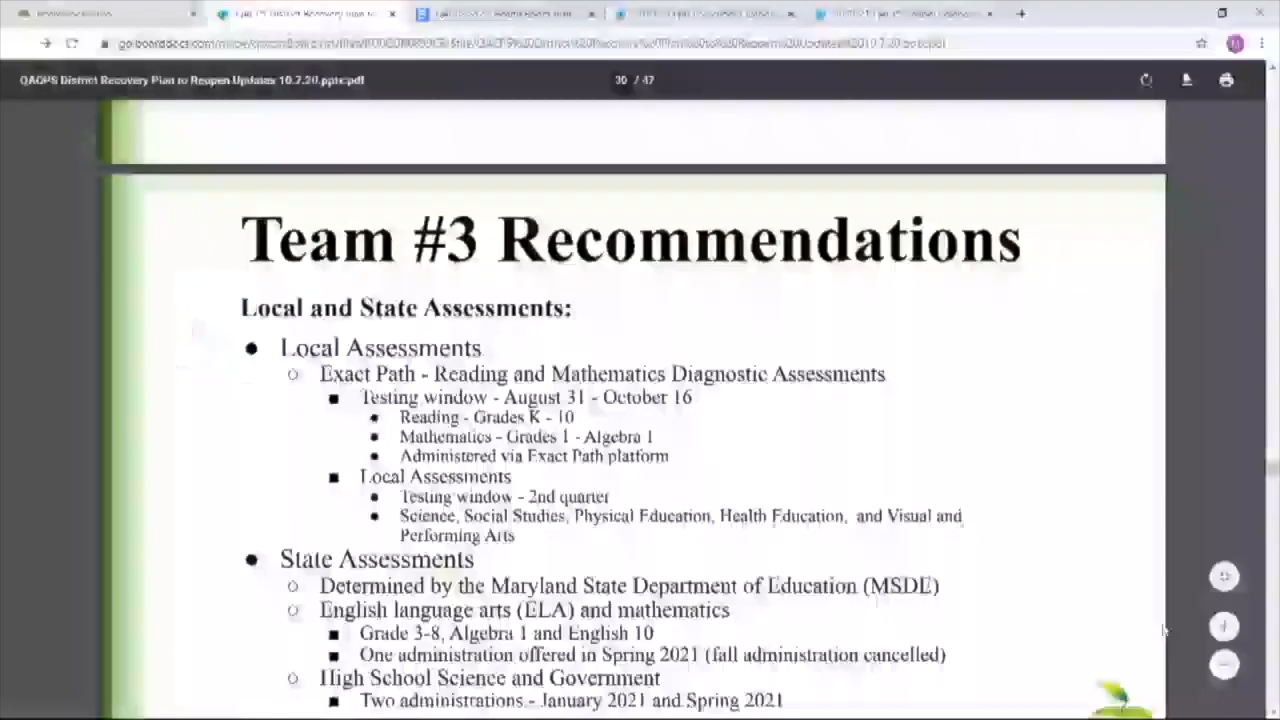 QACPS District Recovery Plan to Reopen Updates 10.7.20.pptx.pdf
30 / 47
Team #3 Recommendations
Local and State Assessments:
● Local Assessments
○ Exact Path - Reading and Mathematics Diagnostic Assessments
■ Testing window - August 31 - October 16
● Reading - Grades K - 10
● Mathematics - Grades 1 - Algebra 1
● Administered via Exact Path platform
■ Local Assessments
● Testing window - 2nd quarter
● Science, Social Studies, Physical Education, Health Education, and Visual and
Performing Arts
● State Assessments
○ Determined by the Maryland State Department of Education (MSDE)
○ English language arts (ELA) and mathematics
■ Grade 3-8, Algebra 1 and English 10
■ One administration offered in Spring 2021 (fall administration cancelled)
○ High School Science and Government
■ Two administrations - January 2021 and Spring 2021